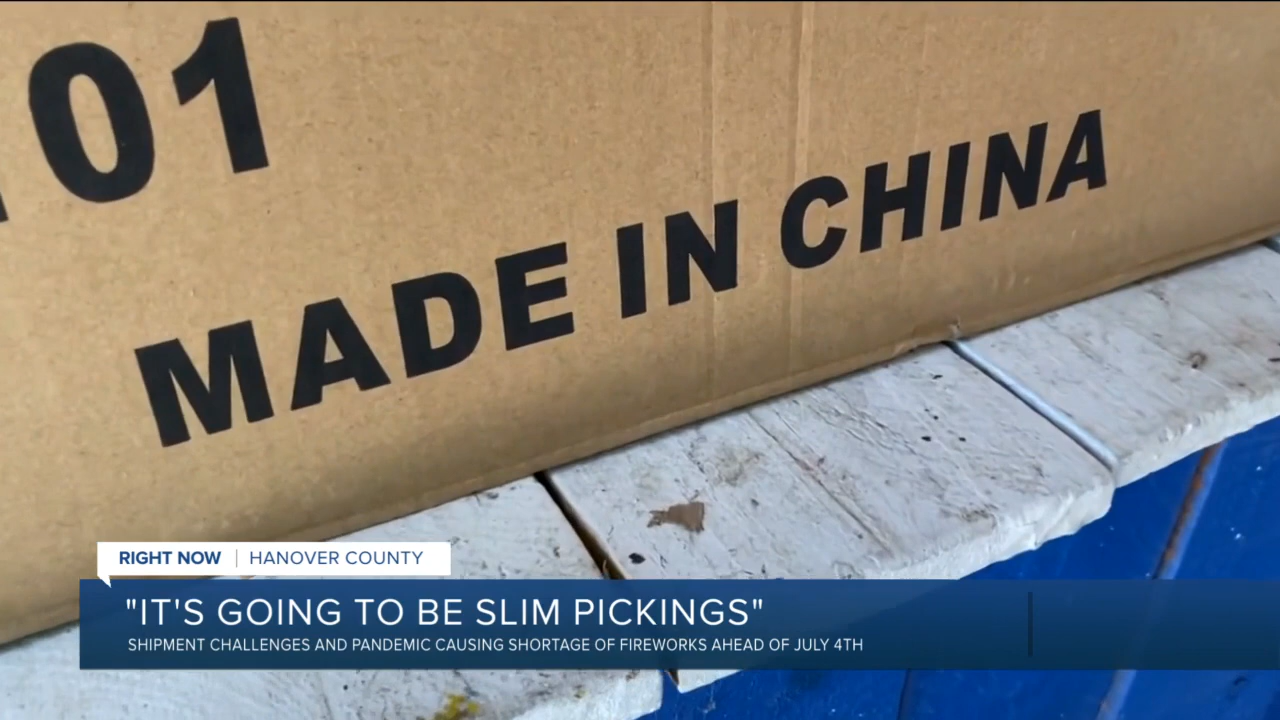 01
MADE IN CHINA
RIGHT NOW | HANOVER COUNTY
"IT'S GOING TO BE SLIM PICKINGS"
SHIPMENT CHALLENGES AND PANDEMIC CAUSING SHORTAGE OF FIREWORKS AHEAD OF JULY 4TH